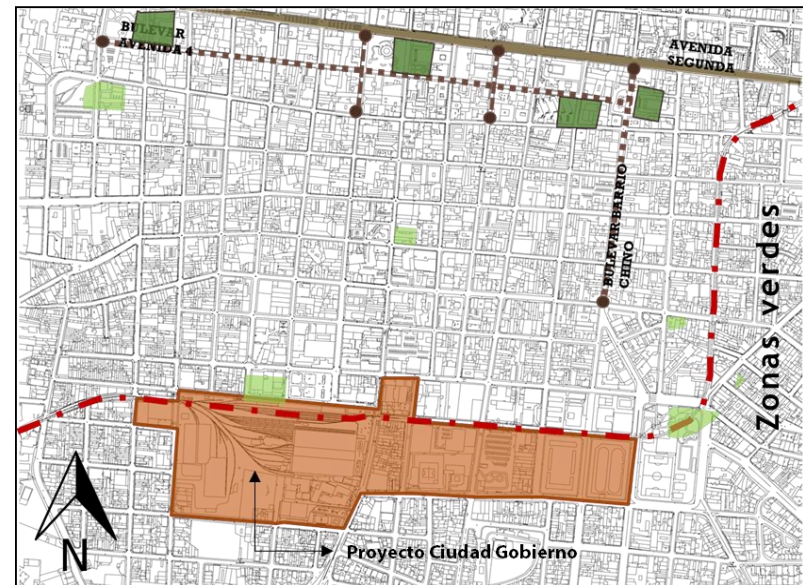 BULEVAR
AVENIDA 4
AVENIDA
SEGUNDA
BULEVAR BARRIO
CHINO
Zonas verdes
Proyecto Ciudad Gobierno
N